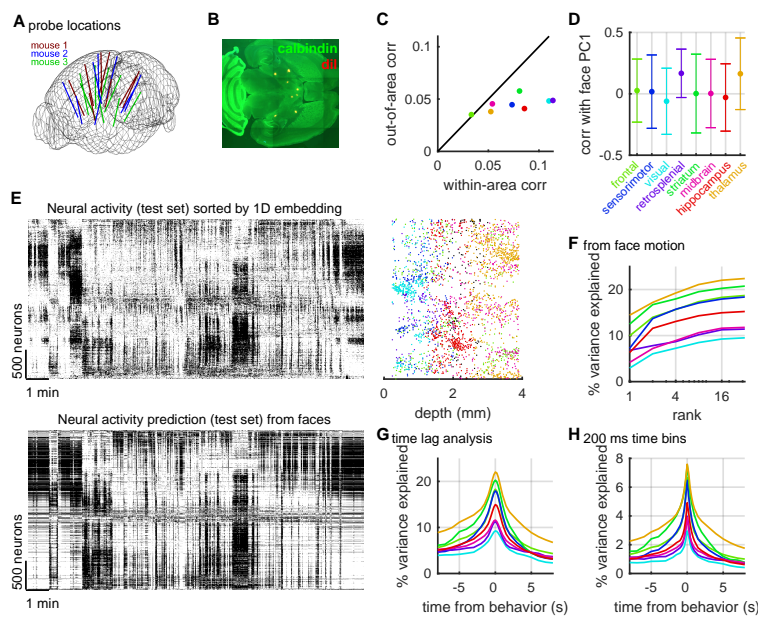 A probe locations
mouse 1
mouse 2
mouse 3
B
calbindin
diI
C
out-of-area corr
0.10
0.05
0
0
0.05
0.1
within-area corr
D
corr with face PC1
0.5
0
-0.5
frontal
sensorimotor
visual
retrosplenial
striatum
midbrain
hippocampus
thalamus
E
Neural activity (test set) sorted by 1D embedding
500 neurons
1 min
0
2
4
depth (mm)
Neural activity prediction (test set) from faces
500 neurons
1 min
F from face motion
% variance explained
20
10
0
1
4
16
rank
G time lag analysis
% variance explained
20
10
0
-5
0
5
time from behavior (s)
H 200 ms time bins
% variance explained
8
6
4
2
0
-5
0
5
time from behavior (s)